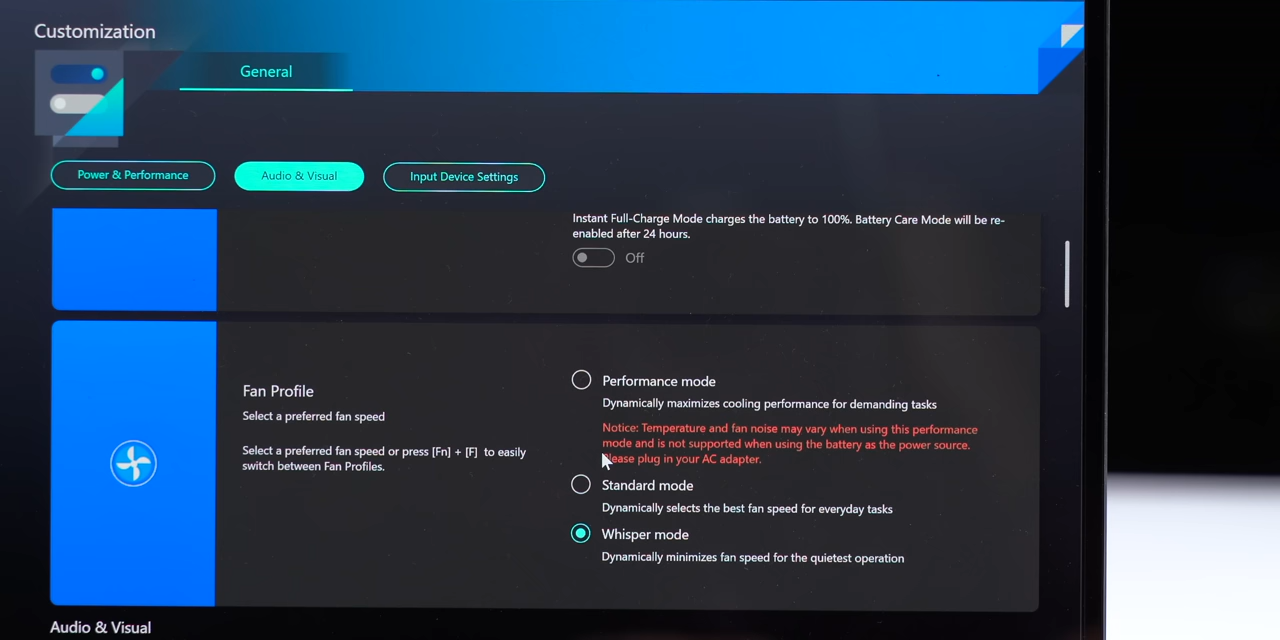 Customization
General
Power & Performance
Audio & Visual
Input Device Settings
Instant Full-Charge Mode charges the battery to 100%. Battery Care Mode will be re-
enabled after 24 hours.
Off
Fan Profile
Select a preferred fan speed
Select a preferred fan speed or press [Fn] + [F] to easily
switch between Fan Profiles.
Performance mode
Dynamically maximizes cooling performance for demanding tasks
Notice: Temperature and fan noise may vary when using this performance
mode and is not supported when using the battery as the power source.
Please plug in your AC adapter.
Standard mode
Dynamically selects the best fan speed for everyday tasks
Whisper mode
Dynamically minimizes fan speed for the quietest operation
Audio & Visual